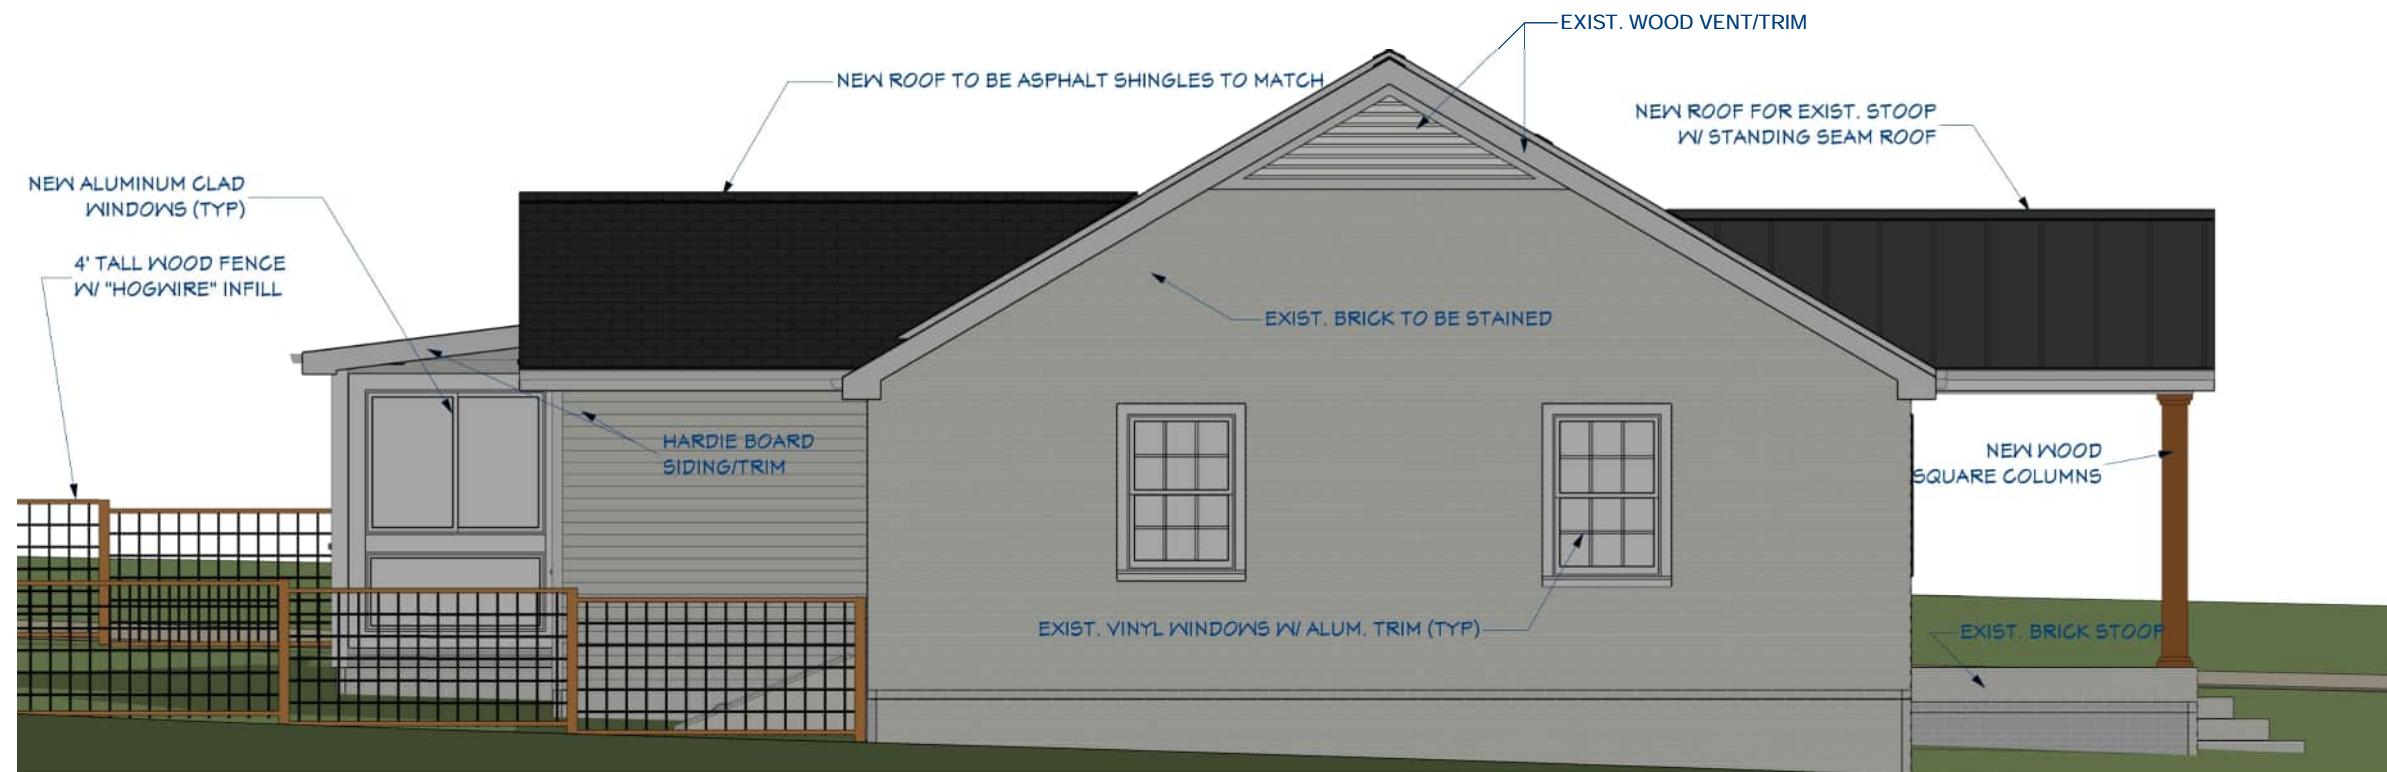 EXIST. WOOD VENT/TRIM
NEW ROOF TO BE ASPHALT SHINGLES TO MATCH
NEW ROOF FOR EXIST. STOOP
W/ STANDING SEAM ROOF
NEW ALUMINUM CLAD
WINDOWS (TYP)
4' TALL WOOD FENCE
W/ "HOGWIRE" INFILL
EXIST. BRICK TO BE STAINED
HARDIE BOARD
SIDING/TRIM
NEW WOOD
SQUARE COLUMNS
EXIST. VINYL WINDOWS W/ ALUM. TRIM (TYP)
EXIST. BRICK STOOP